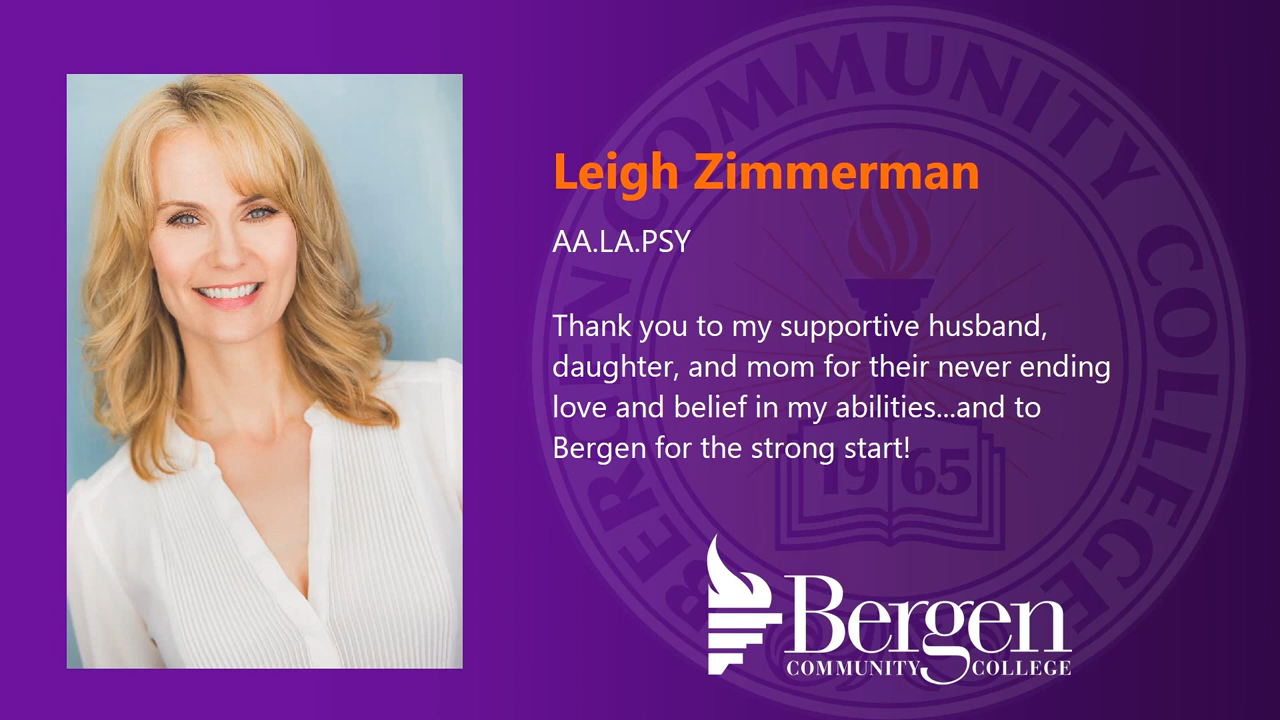 Leigh Zimmerman
AA.LA.PSY
Thank you to my supportive husband,
daughter, and mom for their never ending
love and belief in my abilities...and to
Bergen for the strong start!
BERGEN COMMUNITY COLLEGE
1965
Bergen
COMMUNITY COLLEGE